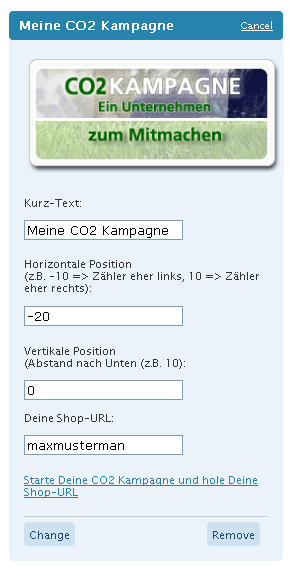 Meine CO2 Kampagne
Cancel
CO2 KAMPAGNE
Ein Unternehmen
zum Mitmachen
Kurz-Text:
Meine CO2 Kampagne
Horizontale Position
(z.B. -10 => Zähler eher links, 10 => Zähler
eher rechts):
-20
Vertikale Position
(Abstand nach Unten (z.B. 10):
0
Deine Shop-URL:
maxmusterman
Starte Deine CO2 Kampagne und hole Deine
Shop-URL
Change
Remove